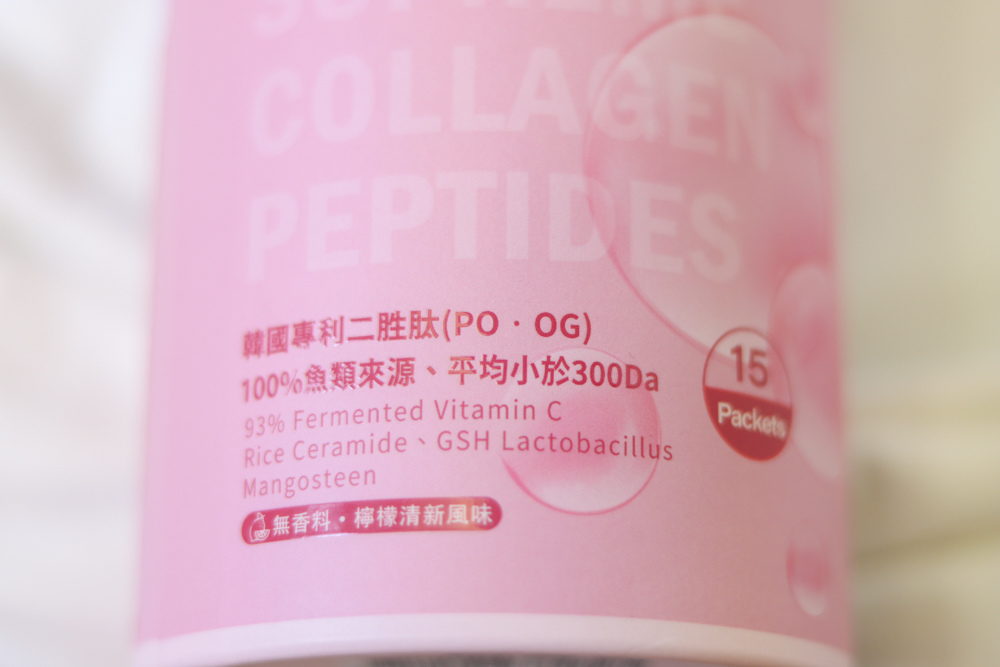 SUPREME
COLLAGEN
PEPTIDES
韓國專利二胜肽(PO · OG)
100%魚類來源、平均小於300Da
93% Fermented Vitamin C
Rice Ceramide、GSH Lactobacillus
Mangosteen
無香料・檸檬清新風味
15
Packets